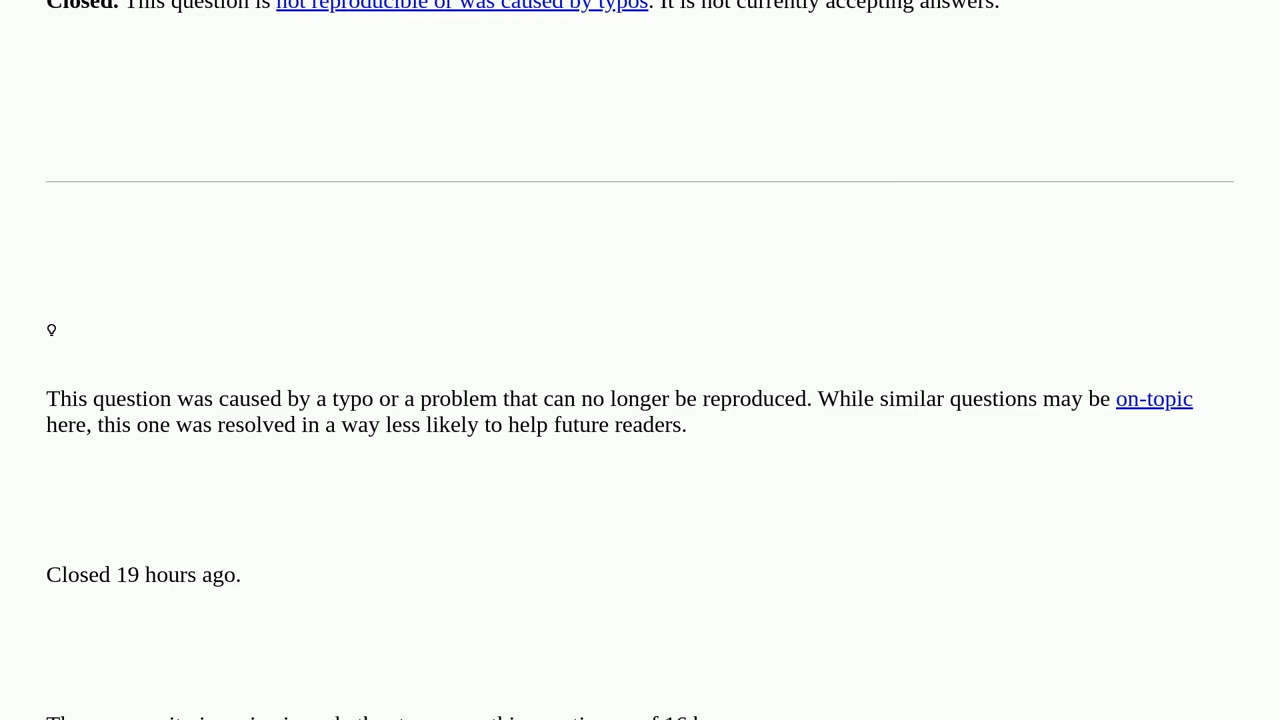 Closed. This question is not reproducible or was caused by typos. It is not currently accepting answers.
This question was caused by a typo or a problem that can no longer be reproduced. While similar questions may be on-topic
here, this one was resolved in a way less likely to help future readers.
Closed 19 hours ago.